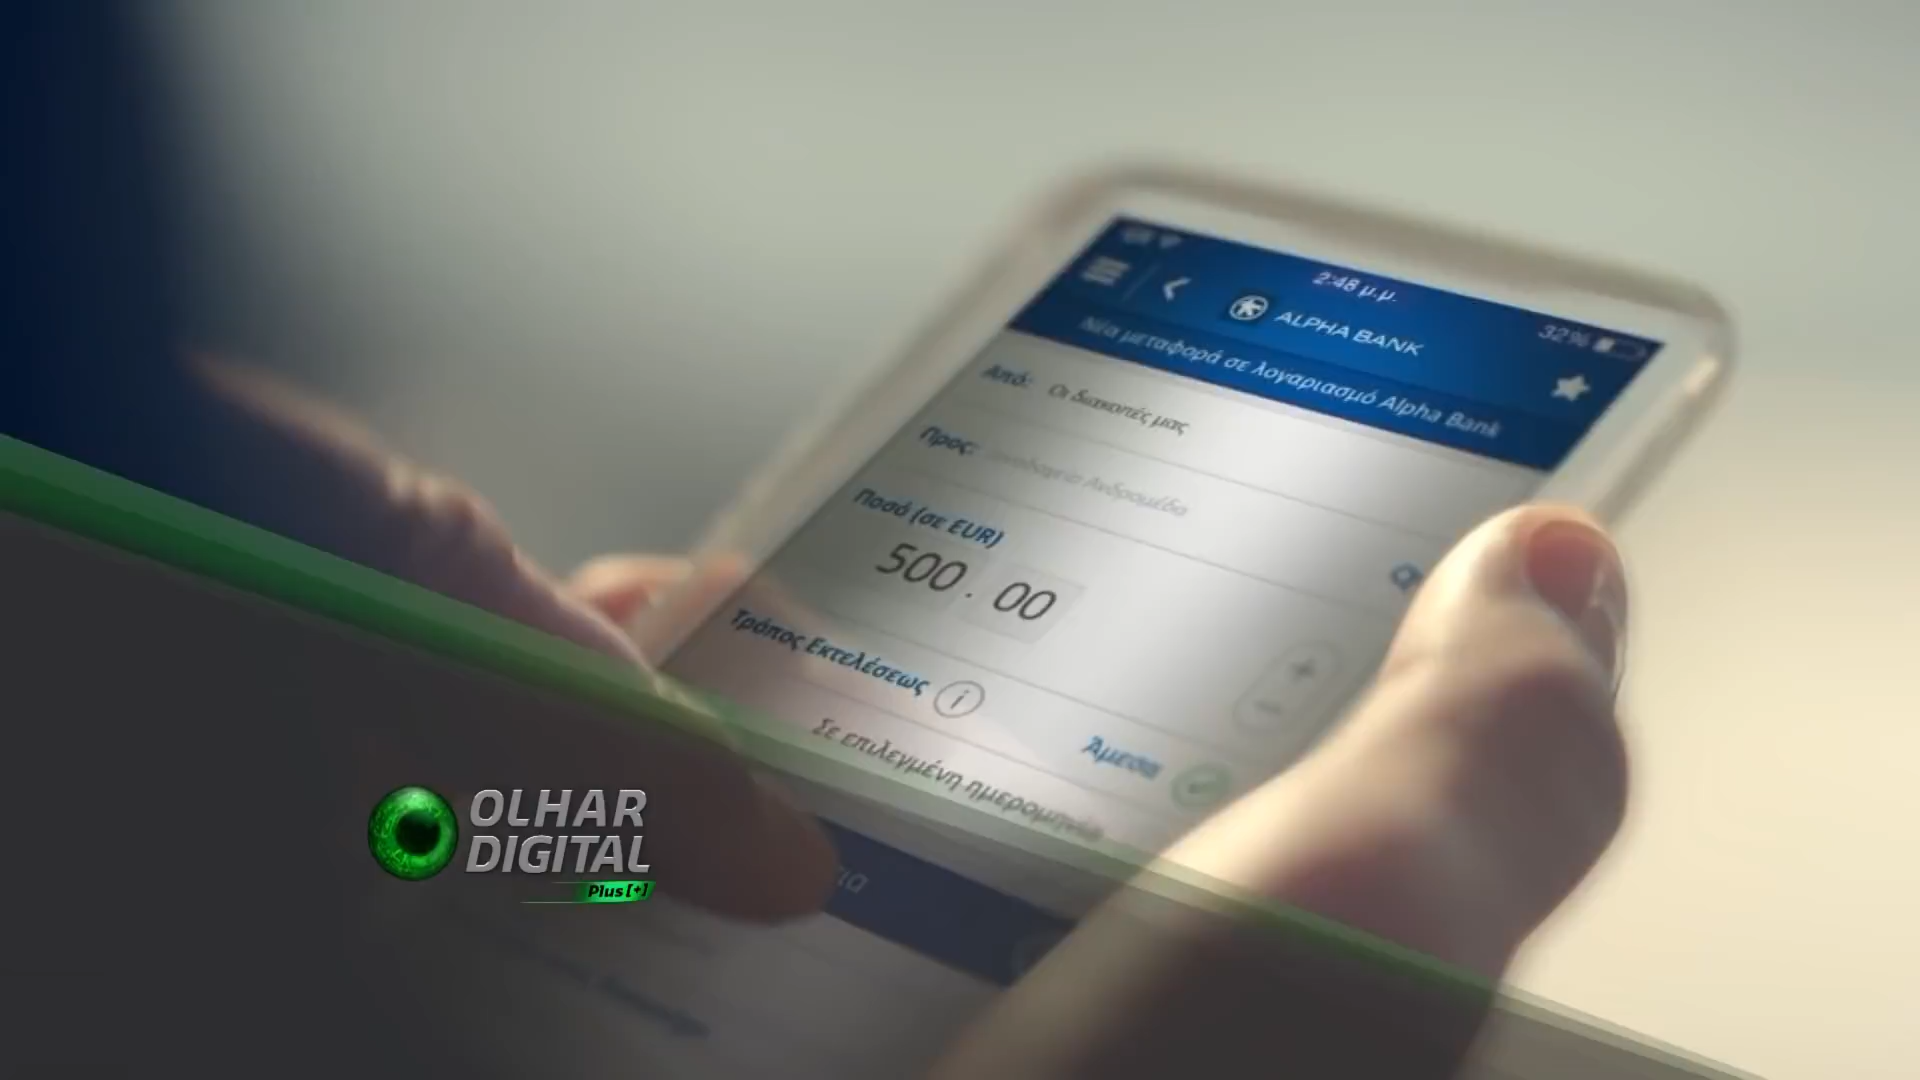 2:48 μ.μ.
32%
ALPHA BANK
Νέα μεταφορά σε λογαριασμό Alpha Bank
Από: Οι διακοπές μας
Προς: Ανδρομέδα
Ποσό (σε EUR)
500 . 00
Τρόπος Εκτελέσεως i
Άμεσα
Σε επιλεγμένη ημερομηνία
OLHAR
DIGITAL
Plus[+]